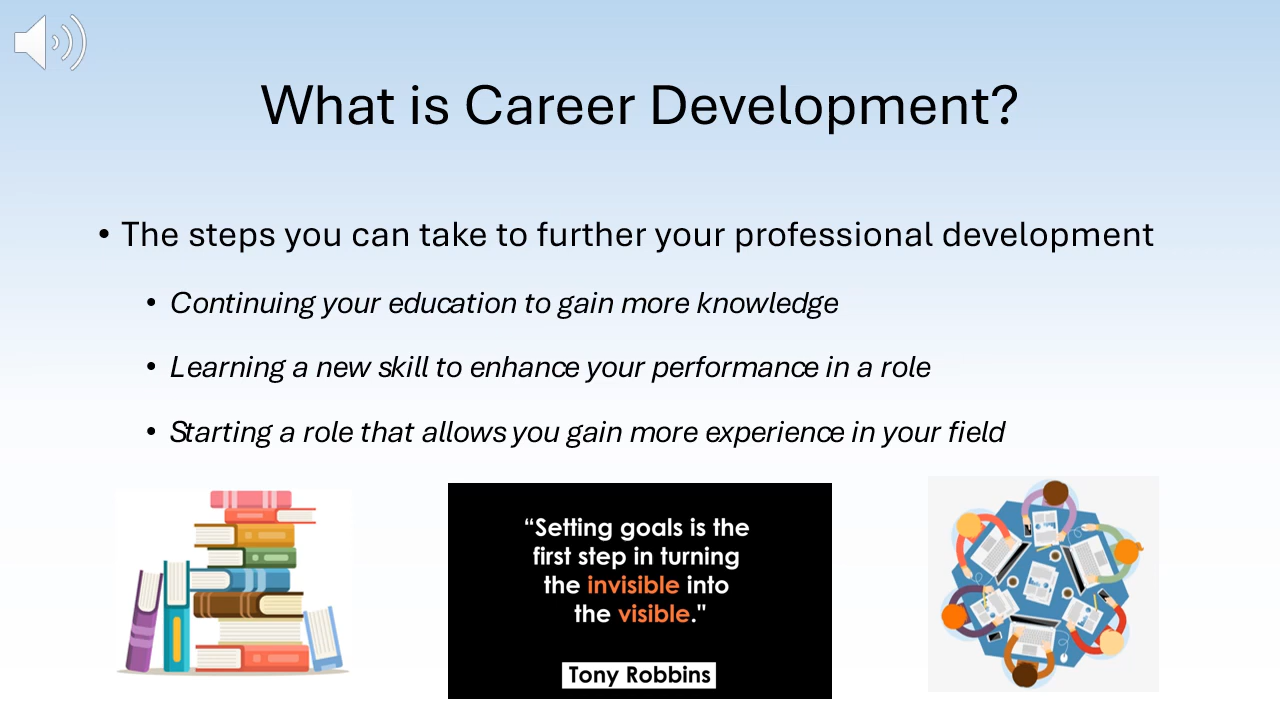 What is Career Development?
• The steps you can take to further your professional development
• Continuing your education to gain more knowledge
• Learning a new skill to enhance your performance in a role
• Starting a role that allows you gain more experience in your field
“Setting goals is the
first step in turning
the invisible into
the visible."
Tony Robbins